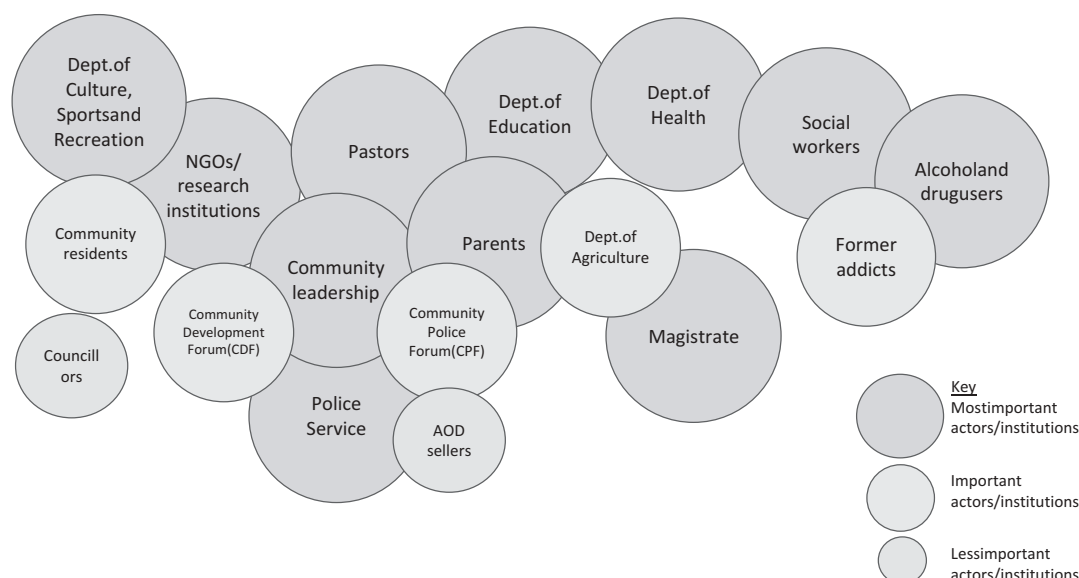 Dept.of
Culture,
Sportsand
Recreation
NGOs/
research
institutions
Pastors
Dept.of
Education
Dept.of
Health
Social
workers
Alcoholand
drugusers
Community
residents
Community
leadership
Parents
Dept.of
Agriculture
Former
addicts
Councill
ors
Community
Development
Forum(CDF)
Community
Police
Forum(CPF)
Magistrate
Police
Service
AOD
sellers
Key
Mostimportant
actors/institutions
Important
actors/institutions
Lessimportant
actors/institutions